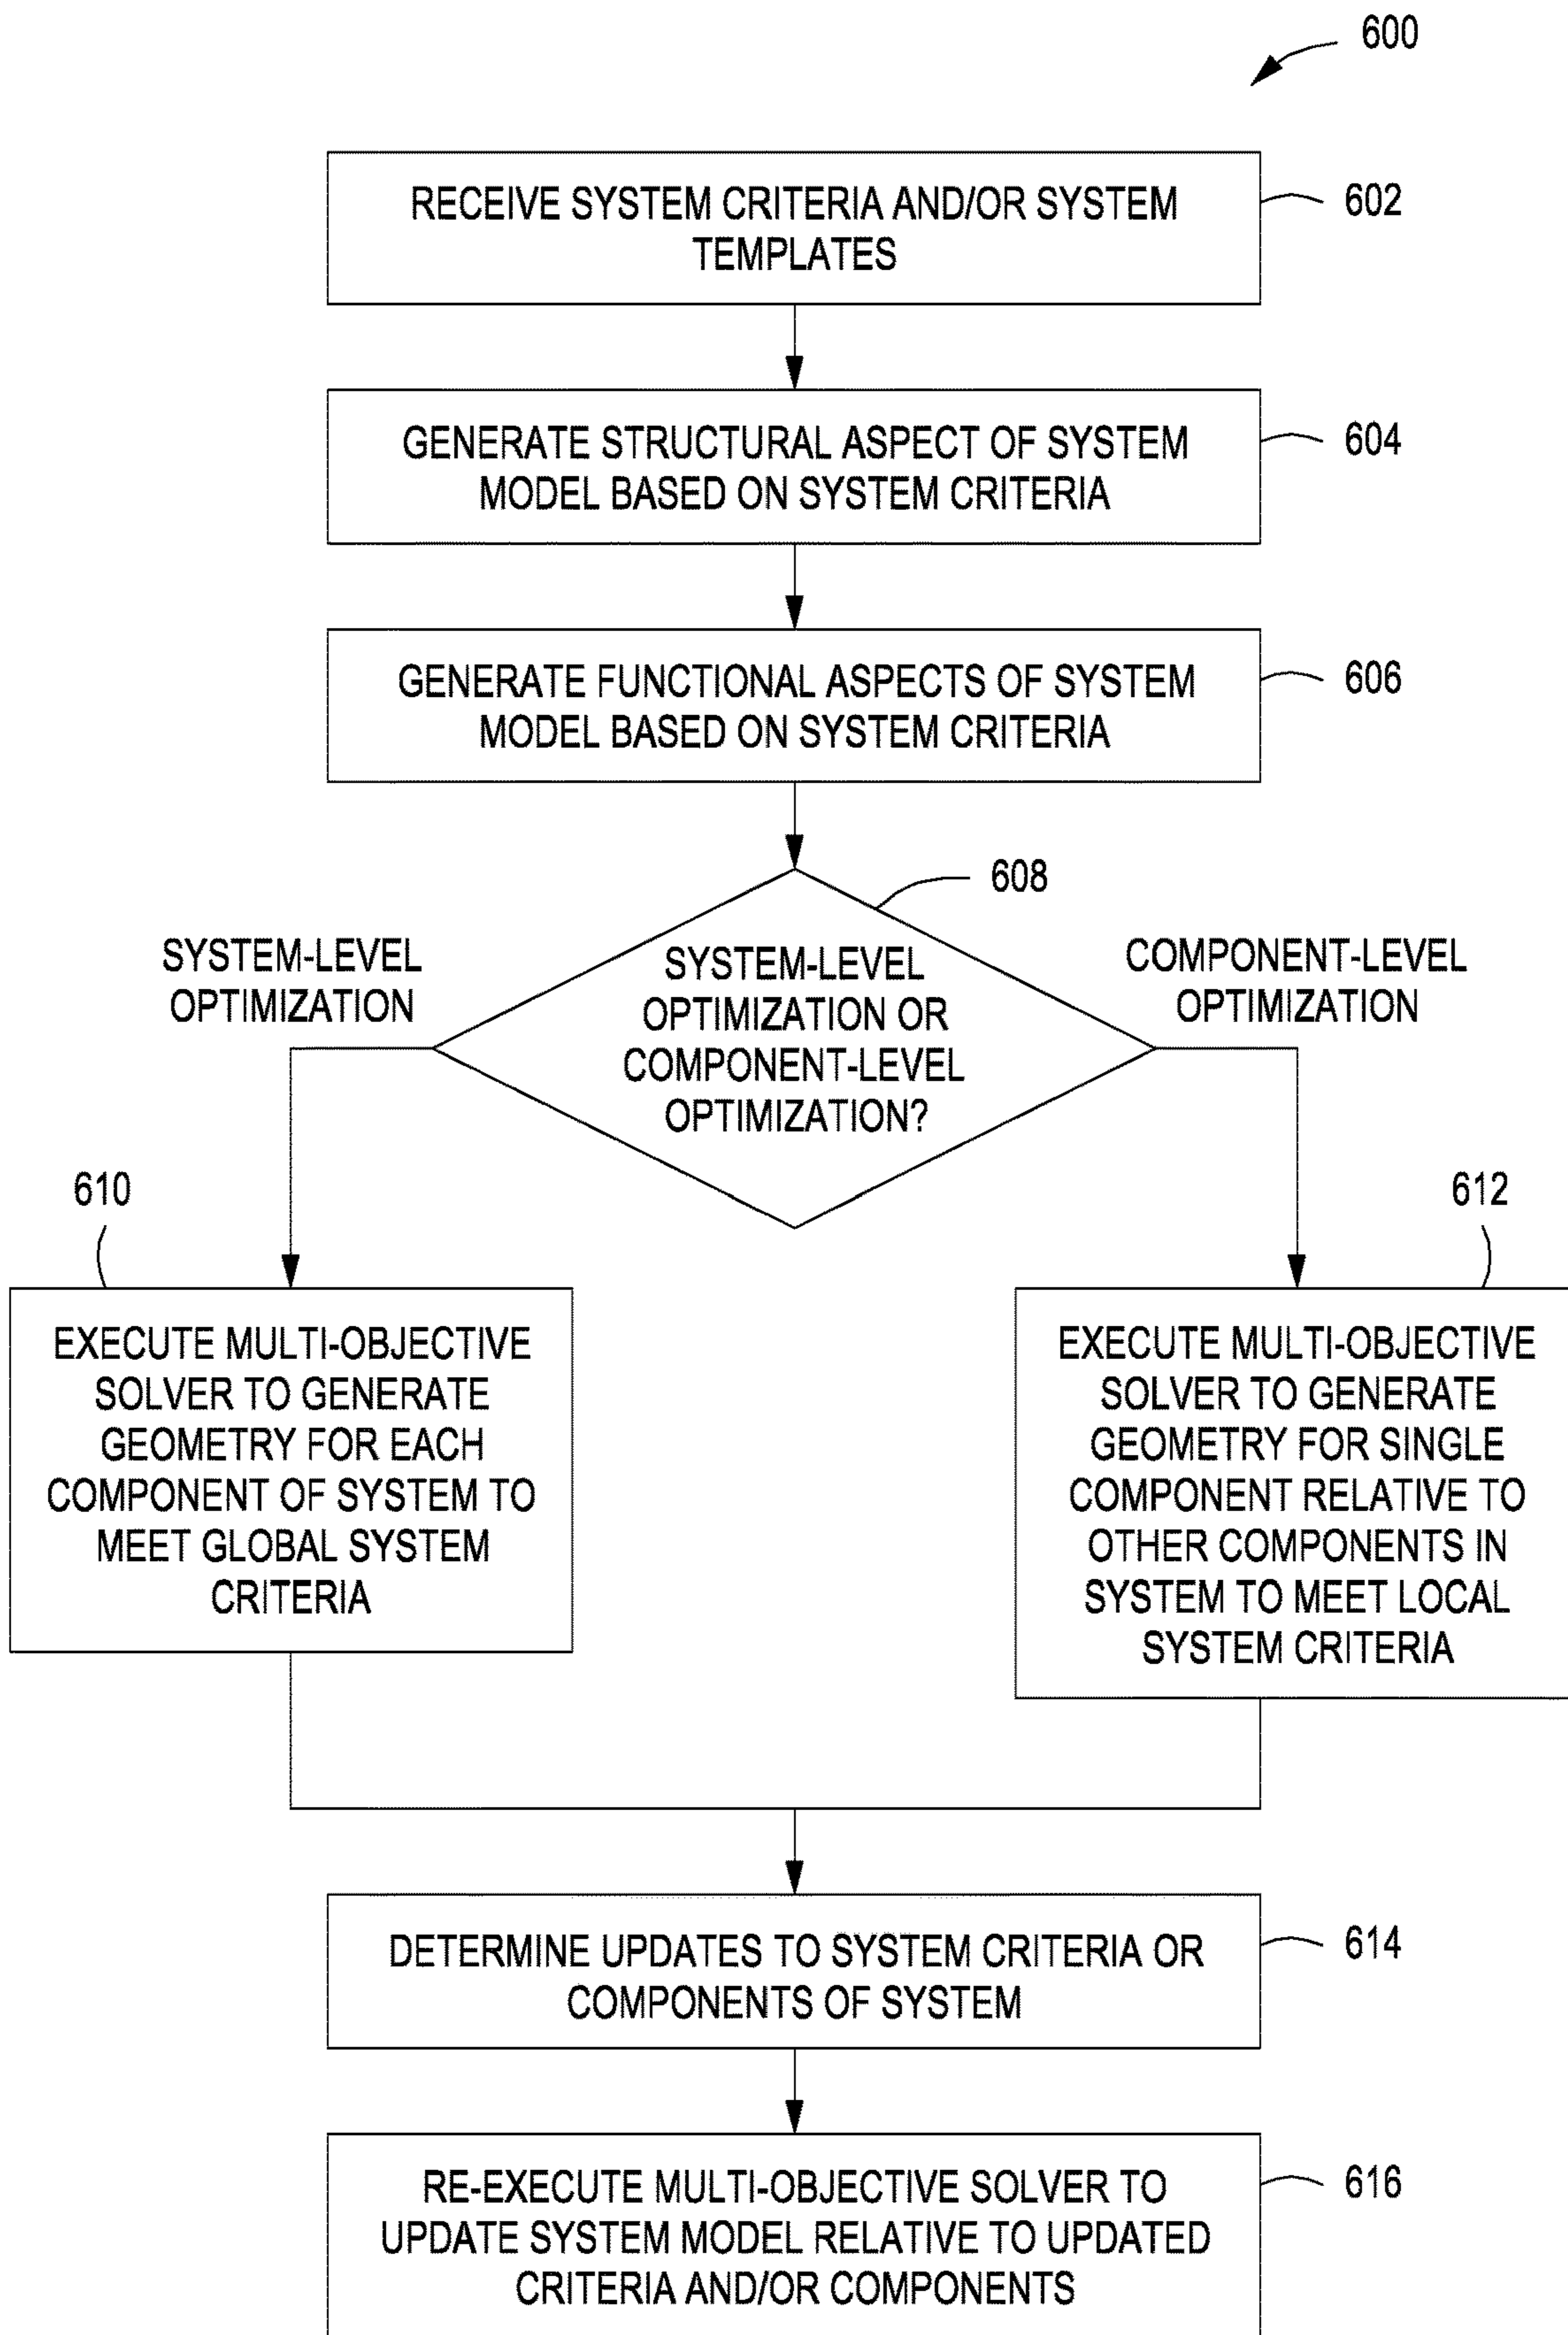 600
RECEIVE SYSTEM CRITERIA AND/OR SYSTEM
TEMPLATES
602
GENERATE STRUCTURAL ASPECT OF SYSTEM
MODEL BASED ON SYSTEM CRITERIA
604
GENERATE FUNCTIONAL ASPECTS OF SYSTEM
MODEL BASED ON SYSTEM CRITERIA
606
608
SYSTEM-LEVEL
OPTIMIZATION
SYSTEM-LEVEL
OPTIMIZATION OR
COMPONENT-LEVEL
OPTIMIZATION?
COMPONENT-LEVEL
OPTIMIZATION
610
EXECUTE MULTI-OBJECTIVE
SOLVER TO GENERATE
GEOMETRY FOR EACH
COMPONENT OF SYSTEM TO
MEET GLOBAL SYSTEM
CRITERIA
612
EXECUTE MULTI-OBJECTIVE
SOLVER TO GENERATE
GEOMETRY FOR SINGLE
COMPONENT RELATIVE TO
OTHER COMPONENTS IN
SYSTEM TO MEET LOCAL
SYSTEM CRITERIA
DETERMINE UPDATES TO SYSTEM CRITERIA OR
COMPONENTS OF SYSTEM
614
RE-EXECUTE MULTI-OBJECTIVE SOLVER TO
UPDATE SYSTEM MODEL RELATIVE TO UPDATED
CRITERIA AND/OR COMPONENTS
616